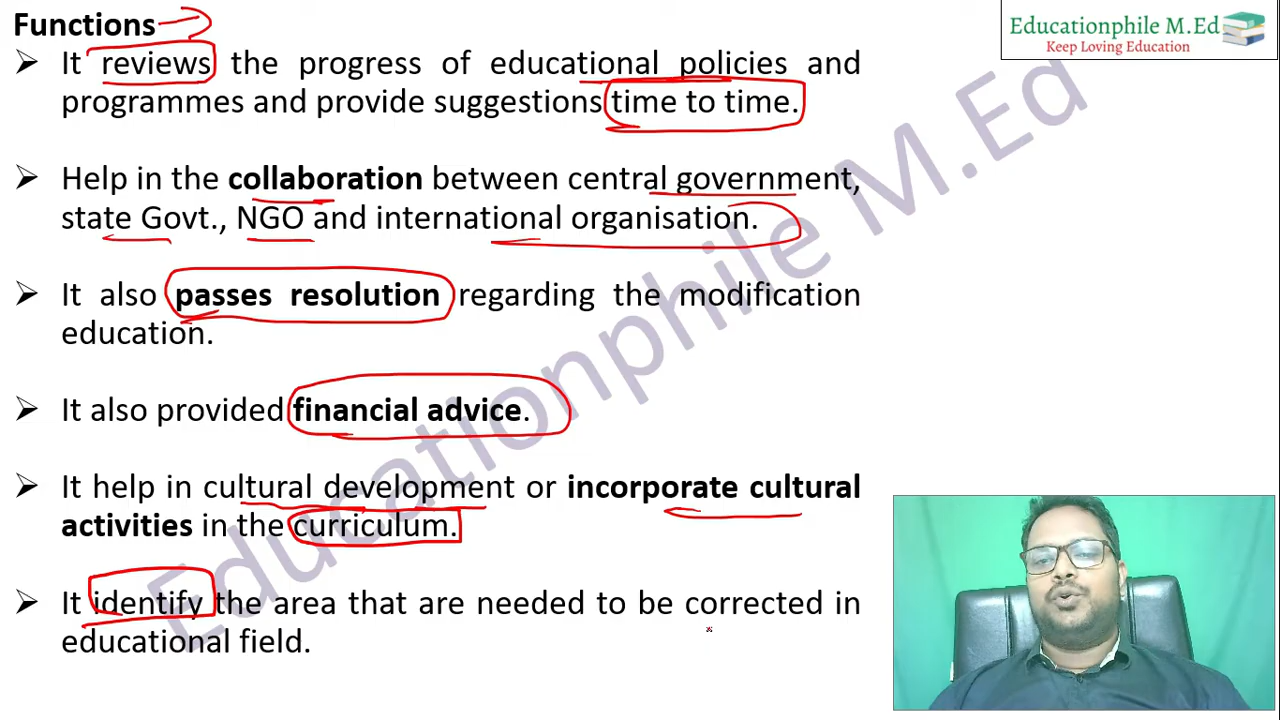 Functions
Educationphile M.Ed
Keep Loving Education
➢ It reviews the progress of educational policies and
programmes and provide suggestions time to time.
➢ Help in the collaboration between central government,
state Govt., NGO and international organisation.
➢ It also passes resolution regarding the modification
education.
➢ It also provided financial advice.
➢ It help in cultural development or incorporate cultural
activities in the curriculum.
➢ It identify the area that are needed to be corrected in
educational field.
Educationphile M.Ed